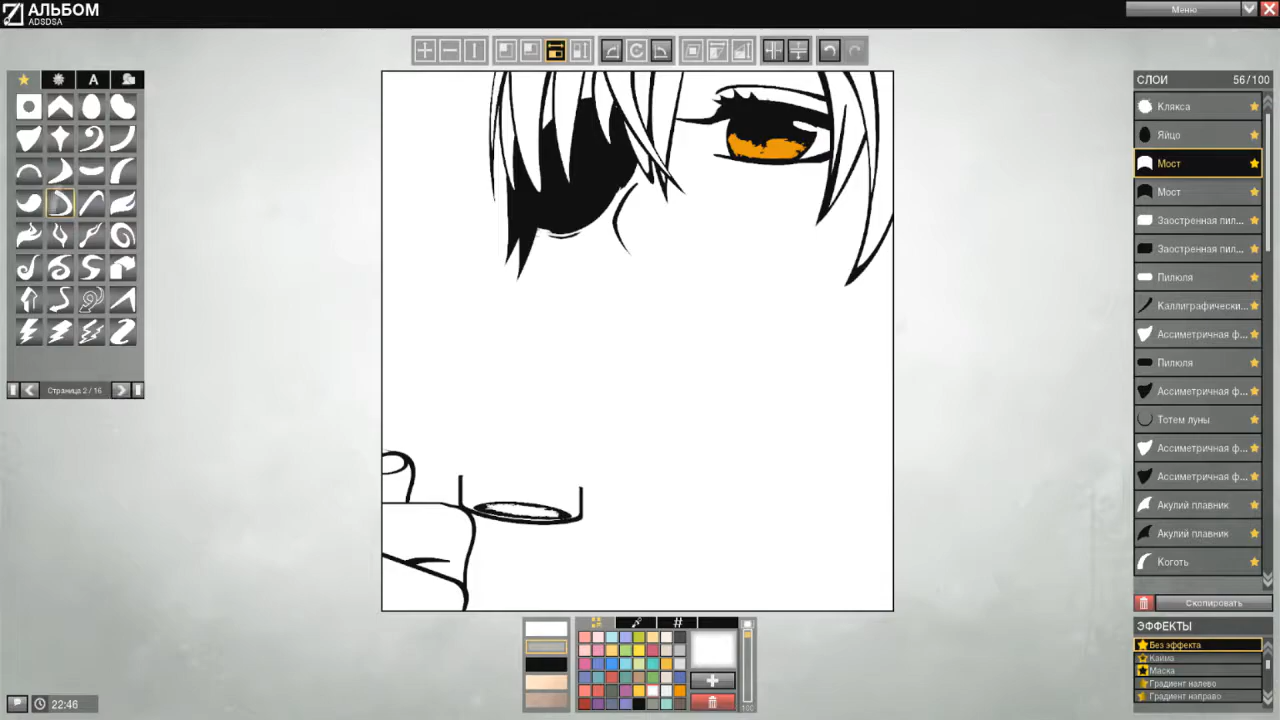 АЛЬБОМ
ADSDSA
Меню
A
Страница 2 / 16
СЛОИ 56/100
Клякса
Яйцо
Мост
Мост
Заостренная пил...
Заостренная пил...
Пилюля
Каллиграфически...
Ассиметричная ф...
Пилюля
Ассиметричная ф...
Тотем луны
Ассиметричная ф...
Ассиметричная ф...
Акулий плавник
Акулий плавник
Коготь
Скопировать
ЭФФЕКТЫ
Без эффекта
Кайма
Маска
Градиент налево
Градиент направо
#
100
22:46